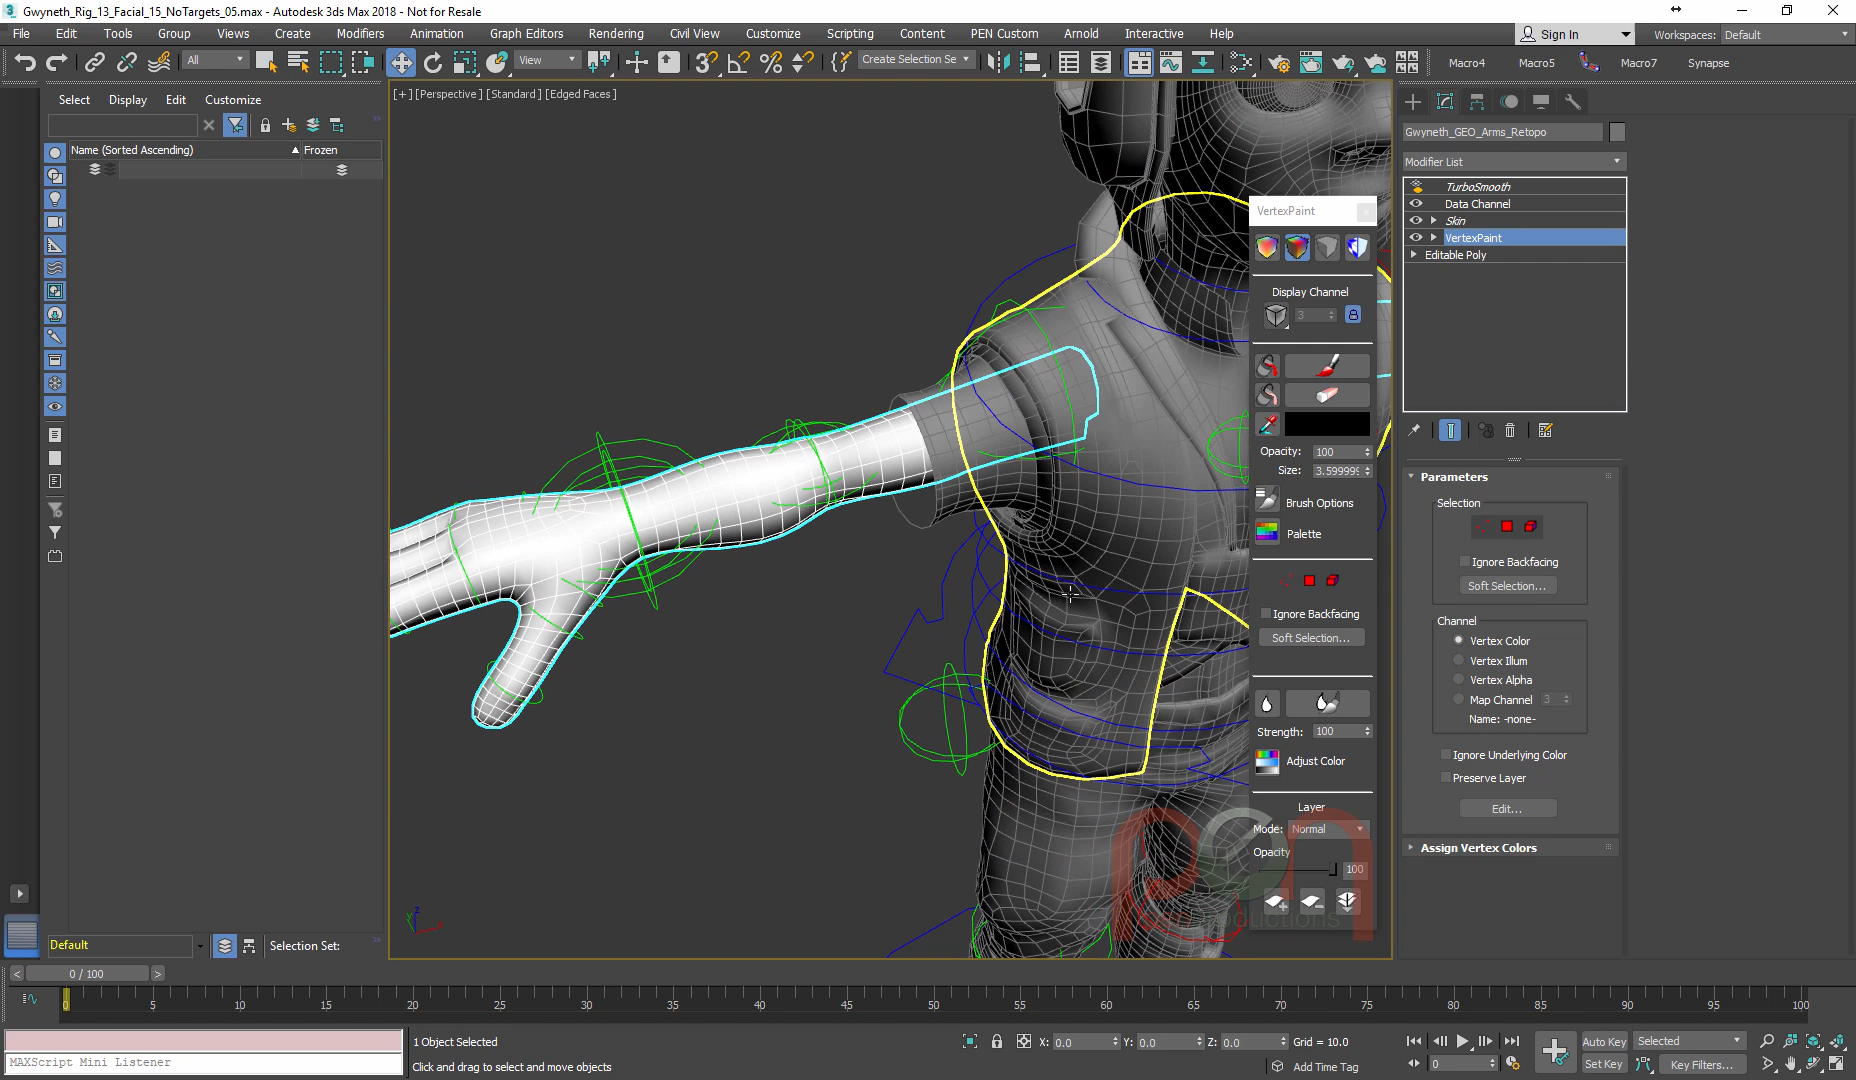 Gwyneth_Rig_13_Facial_15_NoTargets_05.max - Autodesk 3ds Max 2018 - Not for Resale
File Edit Tools Group Views Create Modifiers Animation Graph Editors Rendering Civil View Customize Scripting Content PEN Custom Arnold Interactive Help
Sign In
Workspaces: Default
All
View
Create Selection Se
Macro4 Macro5 Macro7 Synapse
Select Display Edit Customize
[+] [Perspective] [Standard] [Edged Faces]
Name (Sorted Ascending) Frozen
Gwyneth_GEO_Arms_Retopo
Modifier List
TurboSmooth
Data Channel
Skin
VertexPaint
Editable Poly
VertexPaint
Display Channel
3
Opacity: 100
Size: 3.599999
Brush Options
Palette
Ignore Backfacing
Soft Selection...
Strength: 100
Adjust Color
Layer
Mode: Normal
Opacity
100
Parameters
Selection
Ignore Backfacing
Soft Selection...
Channel
Vertex Color
Vertex Illum
Vertex Alpha
Map Channel 3
Name: -none-
Ignore Underlying Color
Preserve Layer
Edit...
Assign Vertex Colors
Default
Selection Set:
< 0 / 100 >
0 5 10 15 20 25 30 35 40 45 50 55 60 65 70 75 80 85 90 95 100
1 Object Selected
X: 0.0 Y: 0.0 Z: 0.0 Grid = 10.0
Auto Key Selected
MAXScript Mini Listener
Click and drag to select and move objects
Add Time Tag
0
Set Key Key Filters...